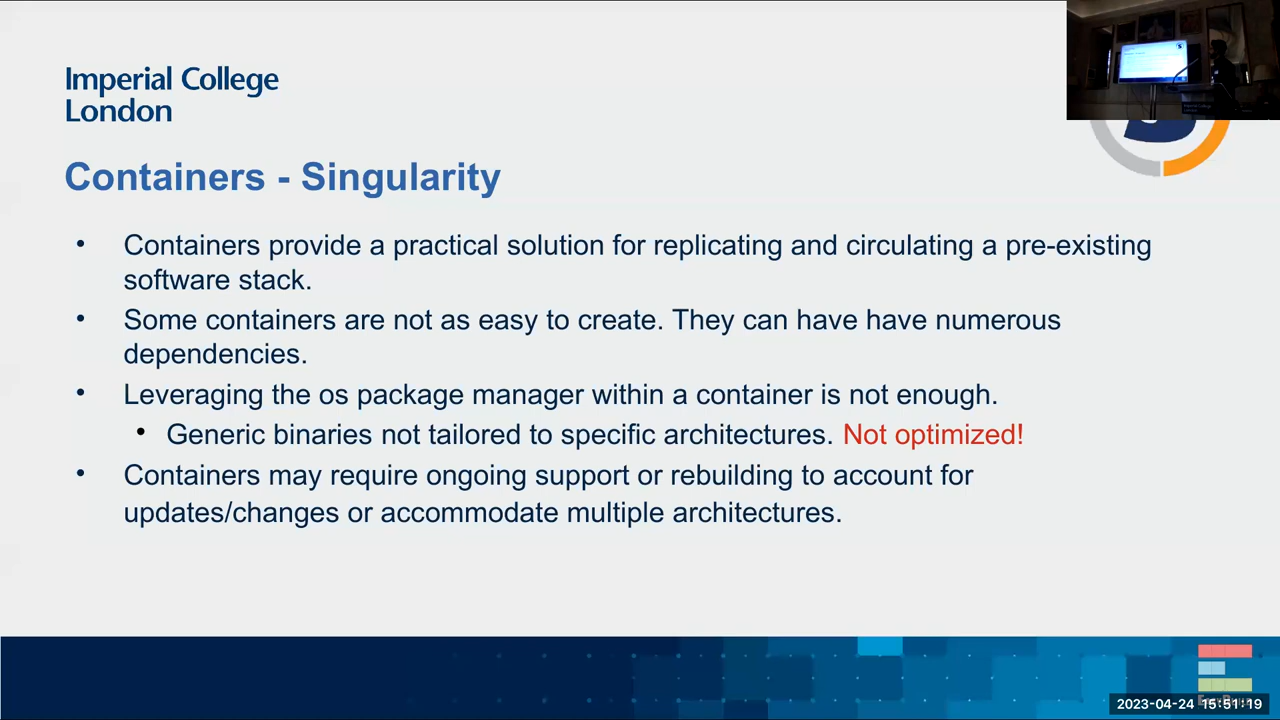 Imperial College
London
Containers - Singularity
• Containers provide a practical solution for replicating and circulating a pre-existing
software stack.
• Some containers are not as easy to create. They can have have numerous
dependencies.
• Leveraging the os package manager within a container is not enough.
• Generic binaries not tailored to specific architectures. Not optimized!
• Containers may require ongoing support or rebuilding to account for
updates/changes or accommodate multiple architectures.
2023-04-24 15:51:19